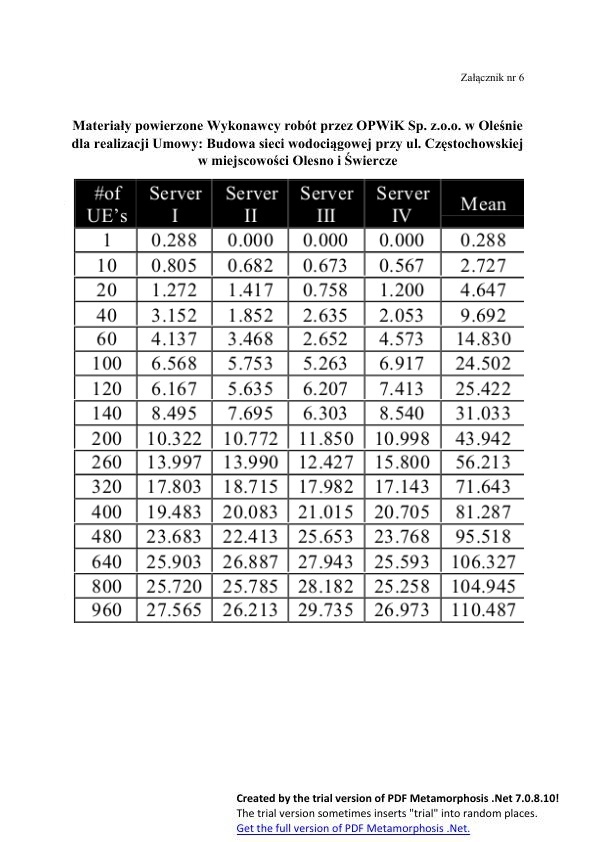 Załącznik nr 6
Materiały powierzone Wykonawcy robót przez OPWiK Sp. z.o.o. w Oleśnie
dla realizacji Umowy: Budowa sieci wodociągowej przy ul. Częstochowskiej
w miejscowości Olesno i Świercze
#of UE's Server I Server II Server III Server IV Mean
1 0.288 0.000 0.000 0.000 0.288
10 0.805 0.682 0.673 0.567 2.727
20 1.272 1.417 0.758 1.200 4.647
40 3.152 1.852 2.635 2.053 9.692
60 4.137 3.468 2.652 4.573 14.830
100 6.568 5.753 5.263 6.917 24.502
120 6.167 5.635 6.207 7.413 25.422
140 8.495 7.695 6.303 8.540 31.033
200 10.322 10.772 11.850 10.998 43.942
260 13.997 13.990 12.427 15.800 56.213
320 17.803 18.715 17.982 17.143 71.643
400 19.483 20.083 21.015 20.705 81.287
480 23.683 22.413 25.653 23.768 95.518
640 25.903 26.887 27.943 25.593 106.327
800 25.720 25.785 28.182 25.258 104.945
960 27.565 26.213 29.735 26.973 110.487
Created by the trial version of PDF Metamorphosis .Net 7.0.8.10!
The trial version sometimes inserts "trial" into random places.
Get the full version of PDF Metamorphosis .Net.